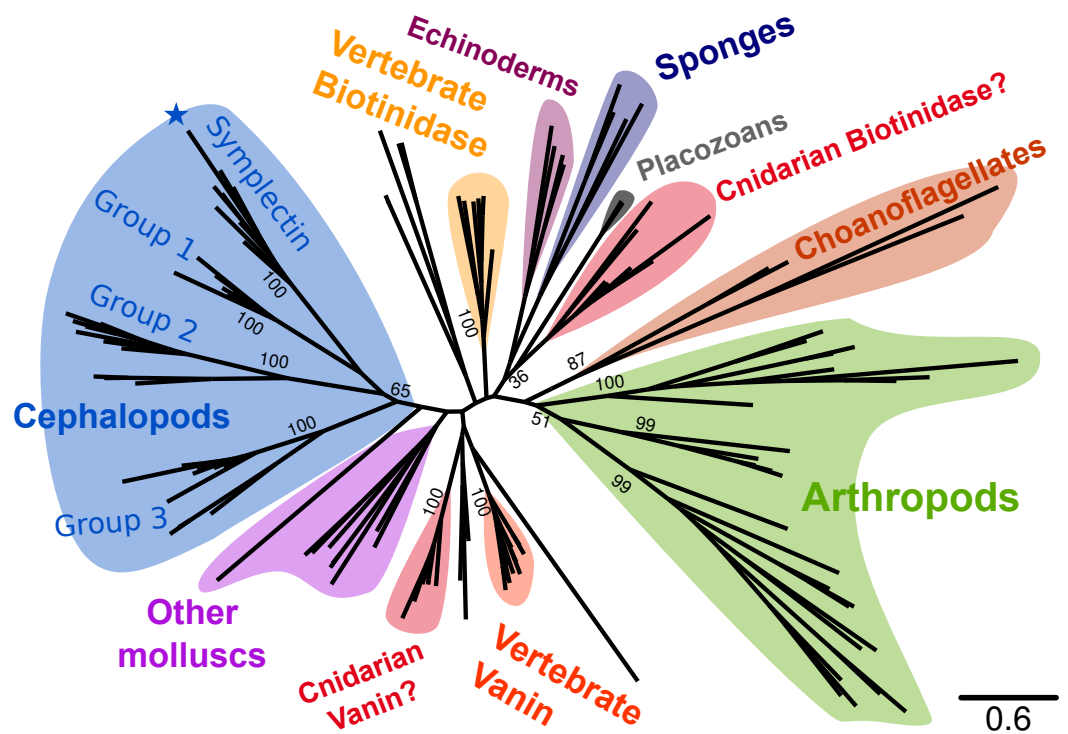 Echinoderms
Sponges
Vertebrate
Biotinidase
Placozoans
Cnidarian Biotinidase?
Choanoflagellates
Symplectin
Group 1
Group 2
Cephalopods
Group 3
100
100
100
100
65
100
36
87
100
51
99
99
100
100
Arthropods
Other
molluscs
Cnidarian
Vanin?
Vertebrate
Vanin
0.6